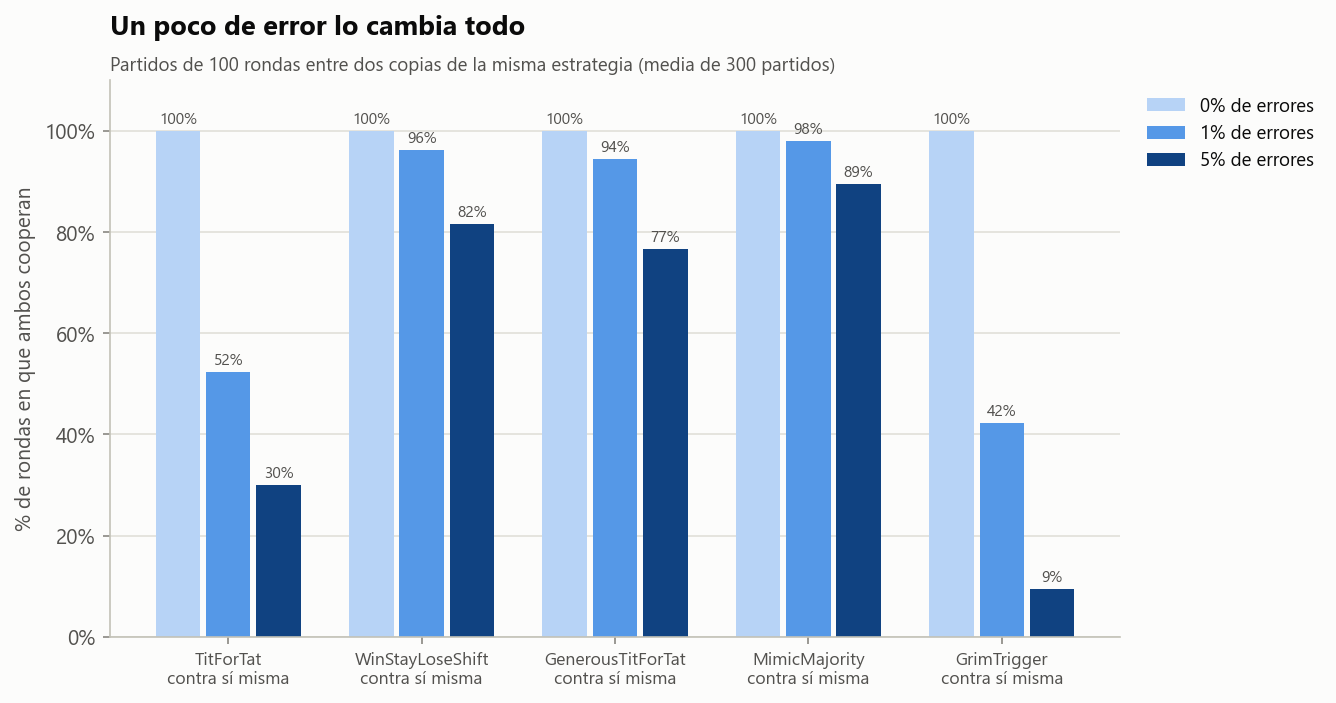 Un poco de error lo cambia todo
Partidos de 100 rondas entre dos copias de la misma estrategia (media de 300 partidos)
0% de errores
1% de errores
5% de errores
% de rondas en que ambos cooperan
100%
80%
60%
40%
20%
0%
100%
52%
30%
100%
96%
82%
100%
94%
77%
100%
98%
89%
100%
42%
9%
TitForTat
contra sí misma
WinStayLoseShift
contra sí misma
GenerousTitForTat
contra sí misma
MimicMajority
contra sí misma
GrimTrigger
contra sí misma